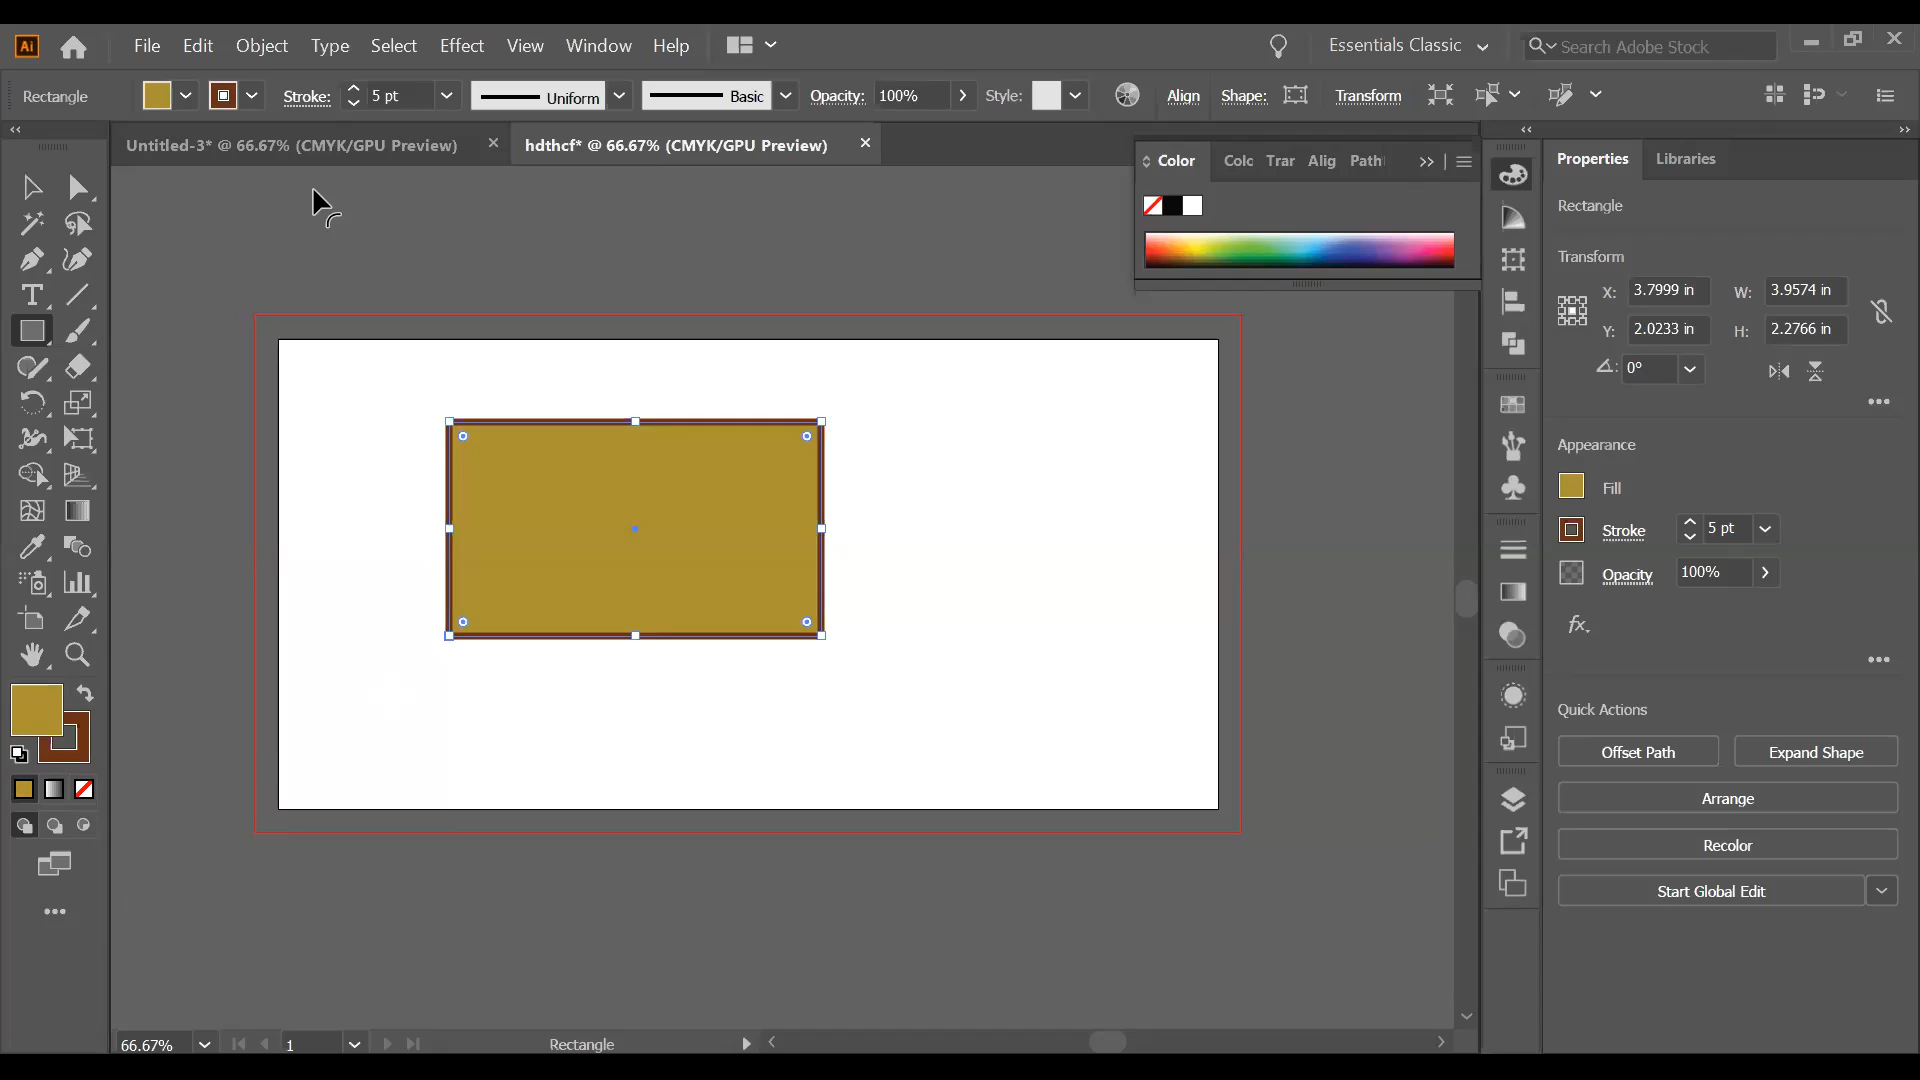 Ai File Edit Object Type Select Effect View Window Help Essentials Classic Search Adobe Stock
Rectangle Stroke: 5 pt Uniform Basic Opacity: 100% Style: Align Shape: Transform
Untitled-3* @ 66.67% (CMYK/GPU Preview) hdthcf* @ 66.67% (CMYK/GPU Preview)
Color Colc Trar Alig Path
Properties Libraries
Rectangle
Transform
X: 3.7999 in W: 3.9574 in
Y: 2.0233 in H: 2.2766 in
0°
Appearance
Fill
Stroke 5 pt
Opacity 100%
fx
Quick Actions
Offset Path Expand Shape
Arrange
Recolor
Start Global Edit
66.67% 1 Rectangle